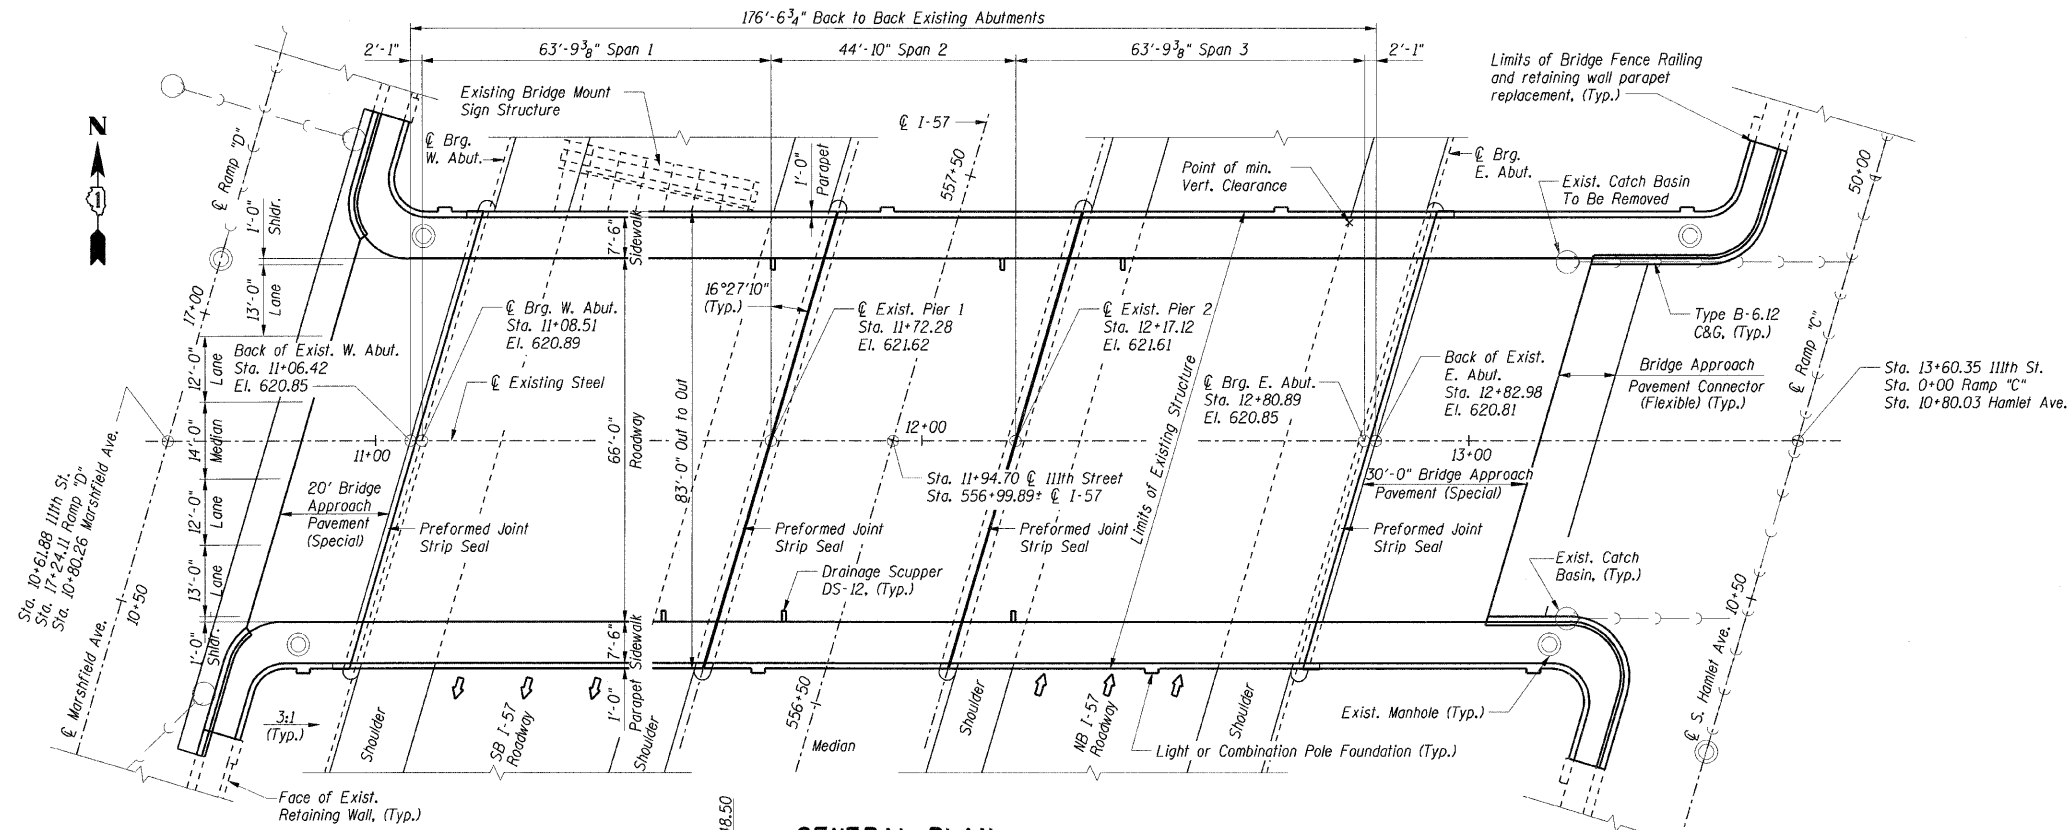 176'-6 3/4" Back to Back Existing Abutments
2'-1"
63'-9 3/8" Span 1
44'-10" Span 2
63'-9 3/8" Span 3
2'-1"
Limits of Bridge Fence Railing
and retaining wall parapet
replacement, (Typ.)
Existing Bridge Mount
Sign Structure
℄ I-57
N
1
℄ Ramp "D"
℄ Brg.
W. Abut.
1'-0"
Parapet
557+50
Point of min.
Vert. Clearance
℄ Brg.
E. Abut.
Exist. Catch Basin
To Be Removed
50+00
1'-0"
Shldr.
7'-6"
Sidewalk
17+00
13'-0"
Lane
16°27'10"
(Typ.)
℄ Brg. W. Abut.
Sta. 11+08.51
El. 620.89
℄ Exist. Pier 1
Sta. 11+72.28
El. 621.62
℄ Exist. Pier 2
Sta. 12+17.12
El. 621.61
Type B-6.12
C&G, (Typ.)
℄ Ramp "C"
Back of Exist. W. Abut.
Sta. 11+06.42
El. 620.85
12'-0"
Lane
℄ Existing Steel
℄ Brg. E. Abut.
Sta. 12+80.89
El. 620.85
Back of Exist.
E. Abut.
Sta. 12+82.98
El. 620.81
Bridge Approach
Pavement Connector
(Flexible) (Typ.)
Sta. 13+60.35 111th St.
Sta. 0+00 Ramp "C"
Sta. 10+80.03 Hamlet Ave.
14'-0"
Median
11+00
66'-0"
Roadway
83'-0" Out to Out
12+00
Limits of Existing Structure
13+00
Sta. 11+94.70 ℄ 111th Street
Sta. 556+99.89± ℄ I-57
30'-0" Bridge Approach
Pavement (Special)
20' Bridge
Approach
Pavement
(Special)
12'-0"
Lane
Preformed Joint
Strip Seal
Preformed Joint
Strip Seal
Preformed Joint
Strip Seal
Preformed Joint
Strip Seal
Sta. 10+61.88 111th St.
Sta. 17+24.11 Ramp "D"
Sta. 10+80.26 Marshfield Ave.
10+50
13'-0"
Lane
Drainage Scupper
DS-12, (Typ.)
Exist. Catch
Basin, (Typ.)
10+50
℄ Marshfield Ave.
1'-0"
Shldr.
7'-6"
Sidewalk
1'-0"
Parapet
℄ S. Hamlet Ave.
3:1
(Typ.)
Shoulder
SB I-57
Roadway
Shoulder
556+50
Median
Shoulder
NB I-57
Roadway
Shoulder
Exist. Manhole (Typ.)
Light or Combination Pole Foundation (Typ.)
Face of Exist.
Retaining Wall, (Typ.)
48.50
GENERAL PLAN